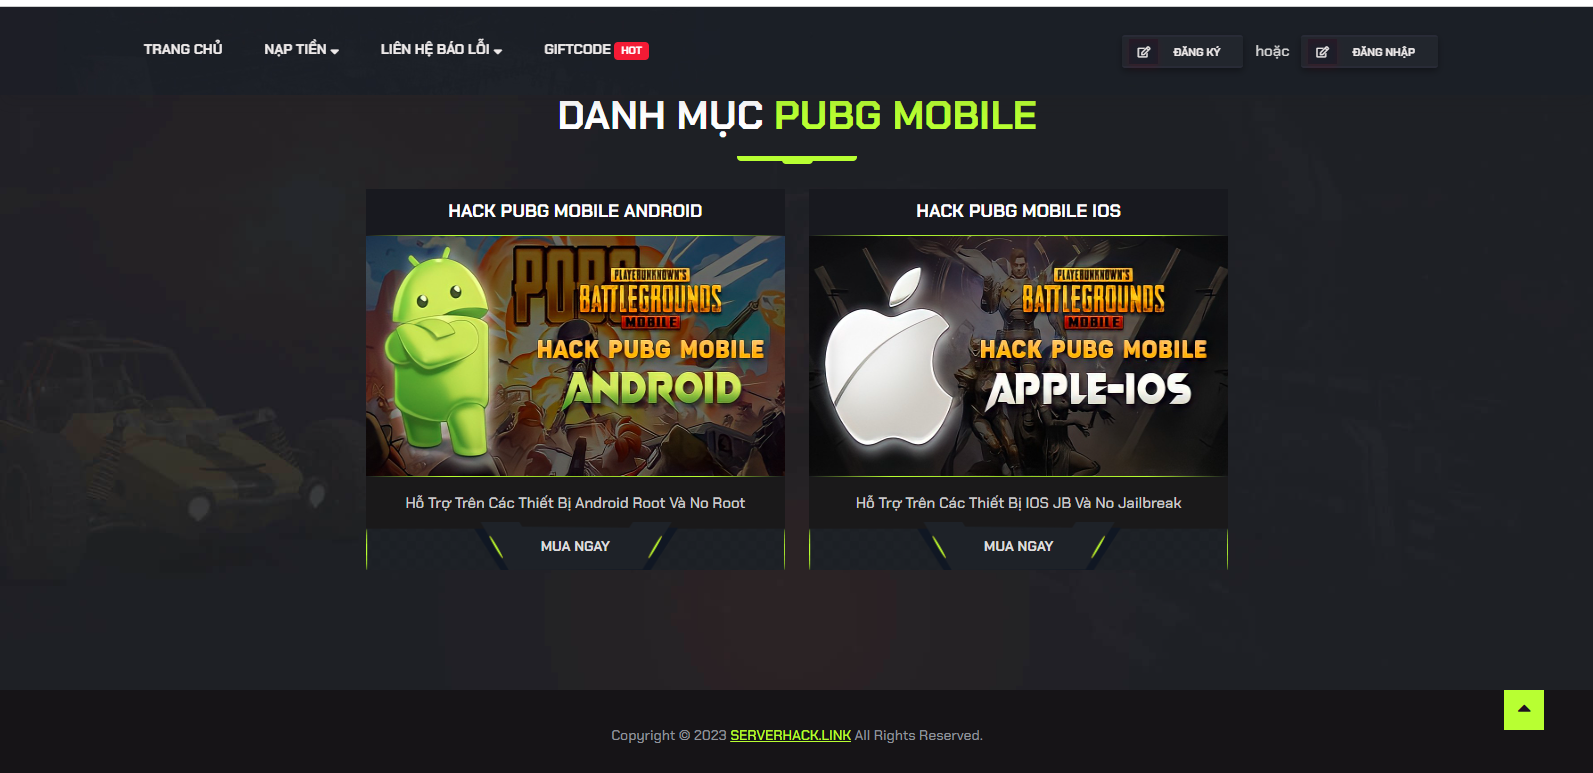 TRANG CHỦ NẠP TIỀN LIÊN HỆ BÁO LỖI GIFTCODE HOT ĐĂNG KÝ hoặc ĐĂNG NHẬP
DANH MỤC PUBG MOBILE
HACK PUBG MOBILE ANDROID
PLAYERUNKNOWN'S
BATTLEGROUNDS
MOBILE
HACK PUBG MOBILE
ANDROID
Hỗ Trợ Trên Các Thiết Bị Android Root Và No Root
MUA NGAY
HACK PUBG MOBILE IOS
PLAYERUNKNOWN'S
BATTLEGROUNDS
MOBILE
HACK PUBG MOBILE
APPLE-IOS
Hỗ Trợ Trên Các Thiết Bị IOS JB Và No Jailbreak
MUA NGAY
Copyright © 2023 SERVERHACK.LINK All Rights Reserved.